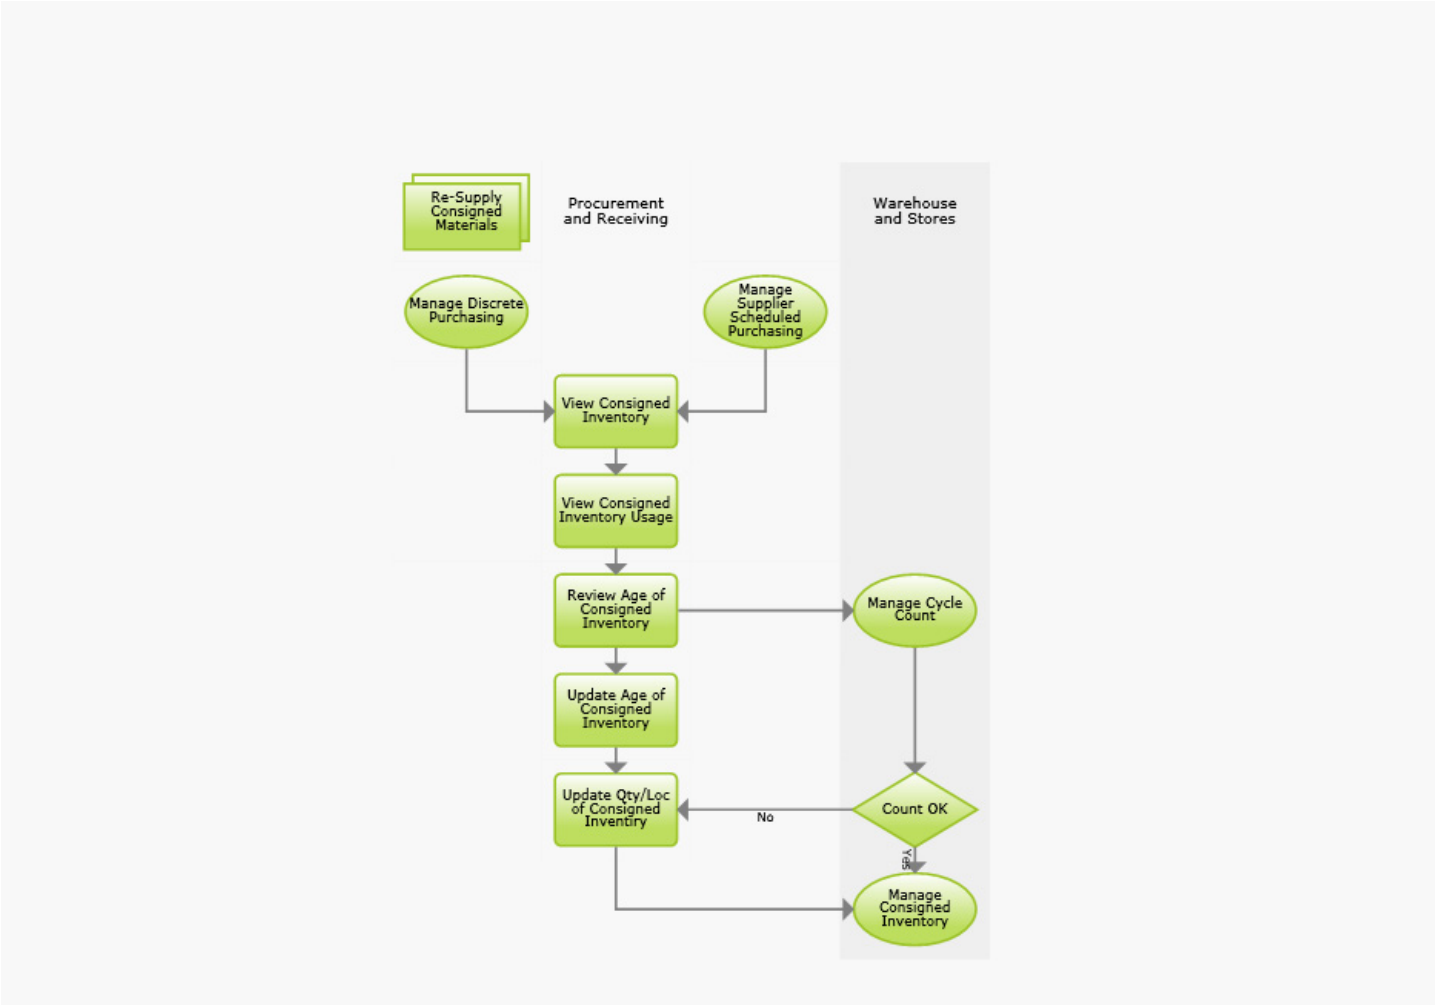 Re-Supply
Consigned
Materials
Procurement
and Receiving
Warehouse
and Stores
Manage Discrete
Purchasing
Manage
Supplier
Scheduled
Purchasing
View Consigned
Inventory
View Consigned
Inventory Usage
Review Age of
Consigned
Inventory
Manage Cycle
Count
Update Age of
Consigned
Inventory
Update Qty/Loc
of Consigned
Inventiry
No
Count OK
Yes
Manage
Consigned
Inventory